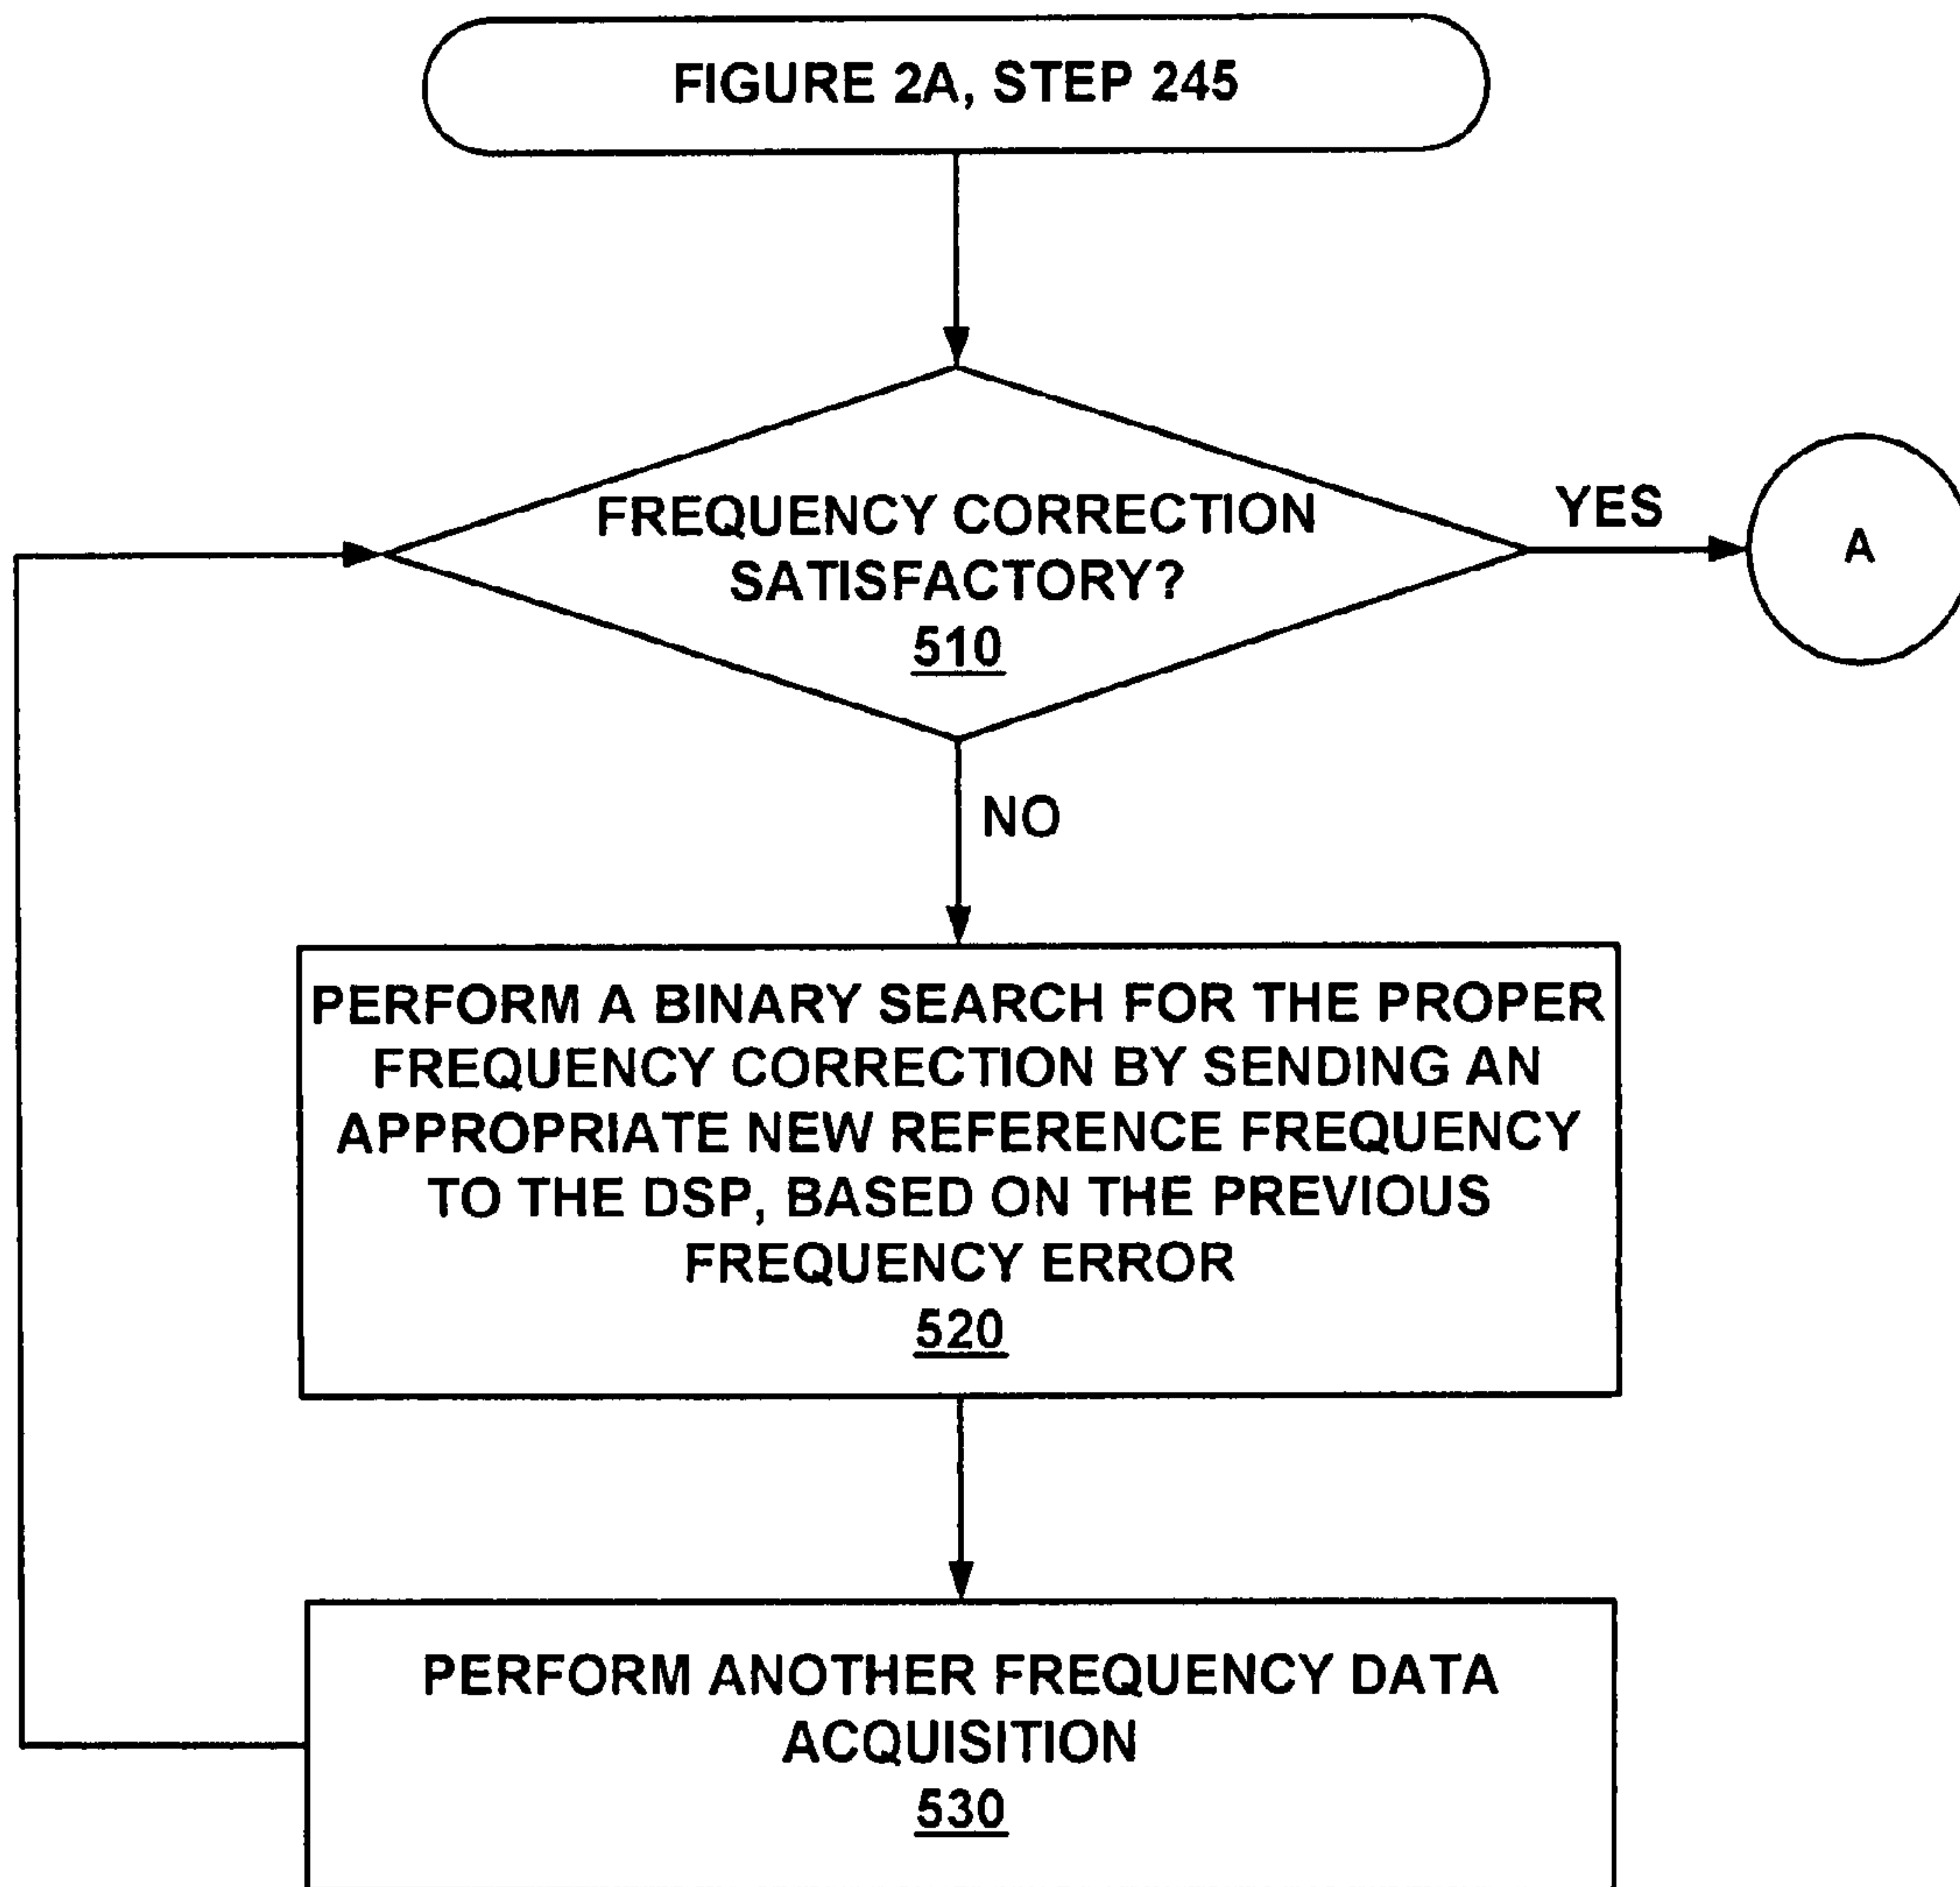 FIGURE 2A, STEP 245
FREQUENCY CORRECTION
SATISFACTORY?
510
YES
A
NO
PERFORM A BINARY SEARCH FOR THE PROPER
FREQUENCY CORRECTION BY SENDING AN
APPROPRIATE NEW REFERENCE FREQUENCY
TO THE DSP, BASED ON THE PREVIOUS
FREQUENCY ERROR
520
PERFORM ANOTHER FREQUENCY DATA
ACQUISITION
530